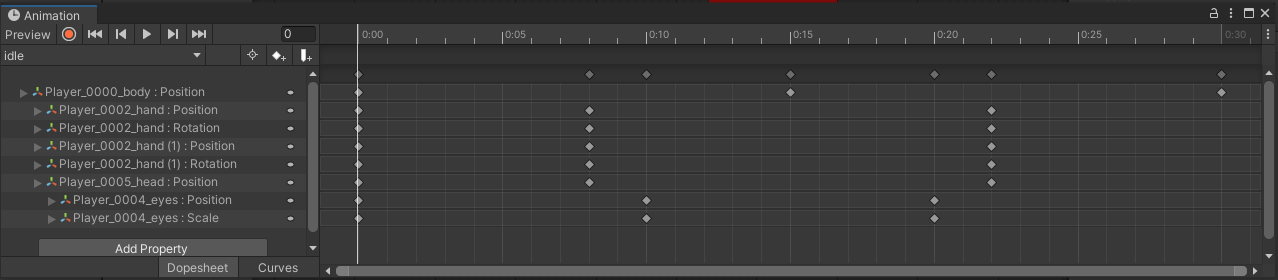 Animation
Preview 0 0:00 0:05 0:10 0:15 0:20 0:25 0:30
idle
Player_0000_body : Position
Player_0002_hand : Position
Player_0002_hand : Rotation
Player_0002_hand (1) : Position
Player_0002_hand (1) : Rotation
Player_0005_head : Position
Player_0004_eyes : Position
Player_0004_eyes : Scale
Add Property
Dopesheet Curves